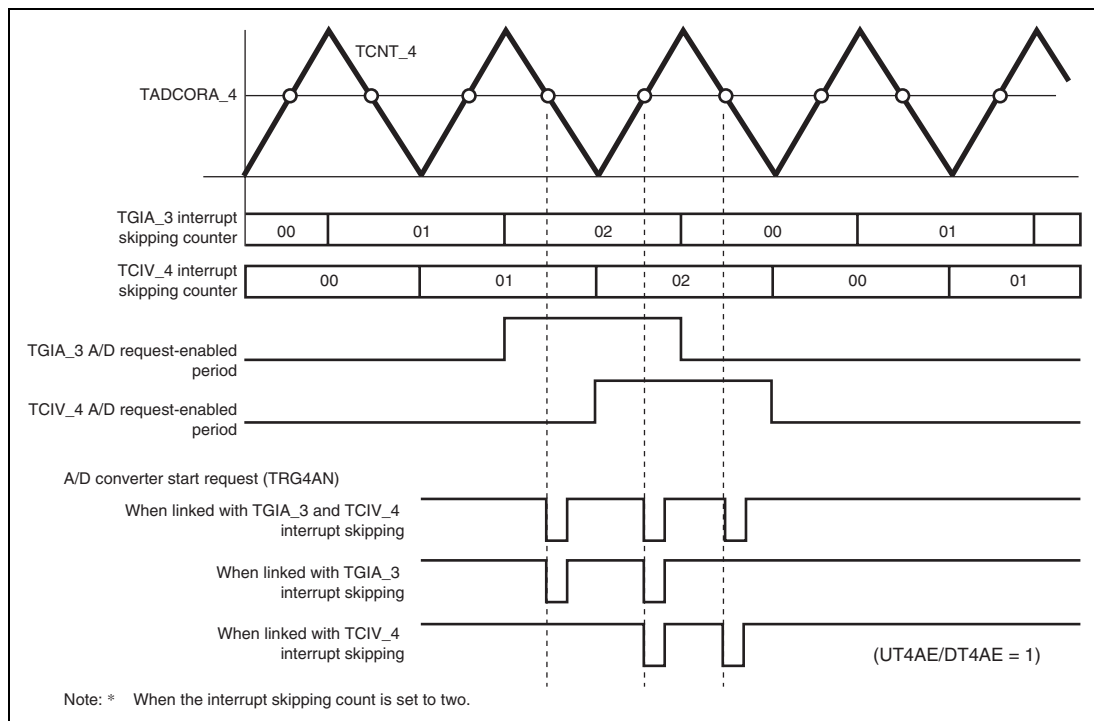 TCNT_4
TADCORA_4
TGIA_3 interrupt
skipping counter
00 01 02 00 01
TCIV_4 interrupt
skipping counter
00 01 02 00 01
TGIA_3 A/D request-enabled
period
TCIV_4 A/D request-enabled
period
A/D converter start request (TRG4AN)
When linked with TGIA_3 and TCIV_4
interrupt skipping
When linked with TGIA_3
interrupt skipping
When linked with TCIV_4
interrupt skipping
(UT4AE/DT4AE = 1)
Note: * When the interrupt skipping count is set to two.